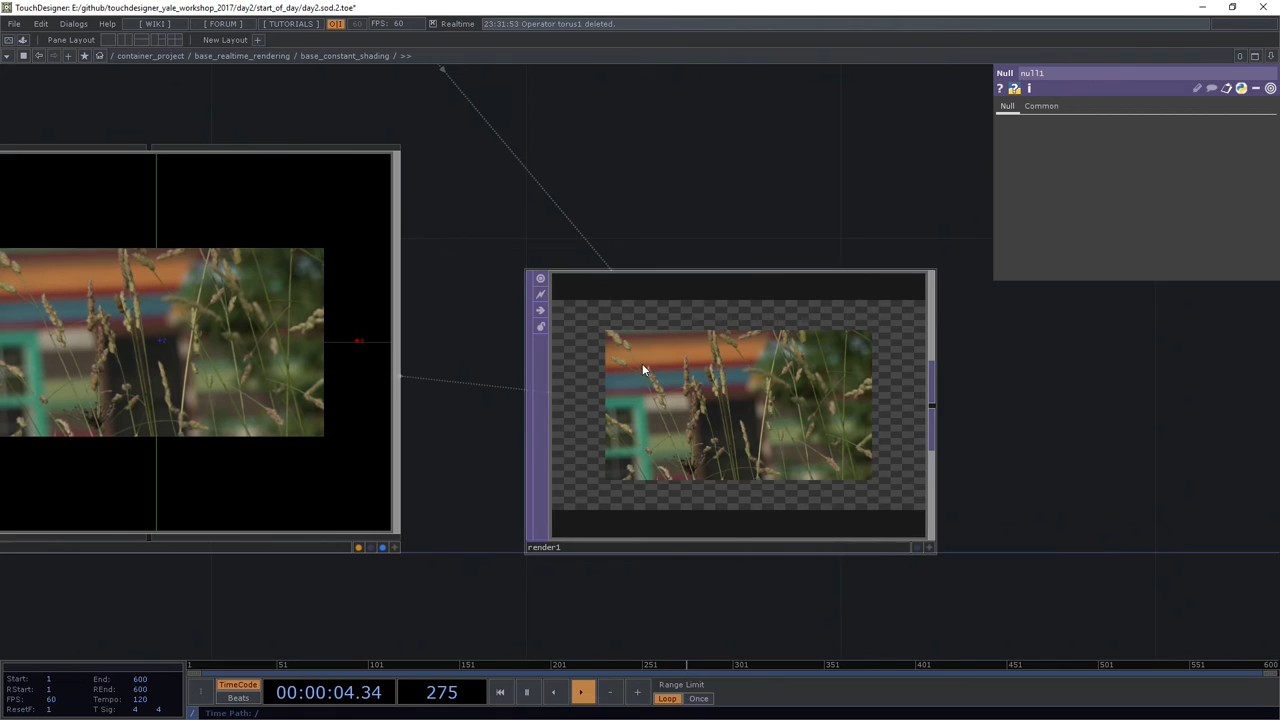 TouchDesigner: E:/github/touchdesigner_yale_workshop_2017/day2/start_of_day/day2.sod.2.toe*
File Edit Dialogs Help [ WIKI ] [ FORUM ] [ TUTORIALS ] O|I 60 FPS: 60 Realtime 23:31:53 Operator torus1 deleted.
Pane Layout New Layout +
/ container_project / base_realtime_rendering / base_constant_shading / >> 0
Null null1
? ? i
Null Common
render1
1 51 101 151 201 251 301 351 401 451 501 551 600
Start: 1 End: 600
RStart: 1 REnd: 600
FPS: 60 Tempo: 120
ResetF: 1 T Sig: 4 4
TimeCode
Beats
00:00:04.34 275
Range Limit
Loop Once
/ Time Path: /